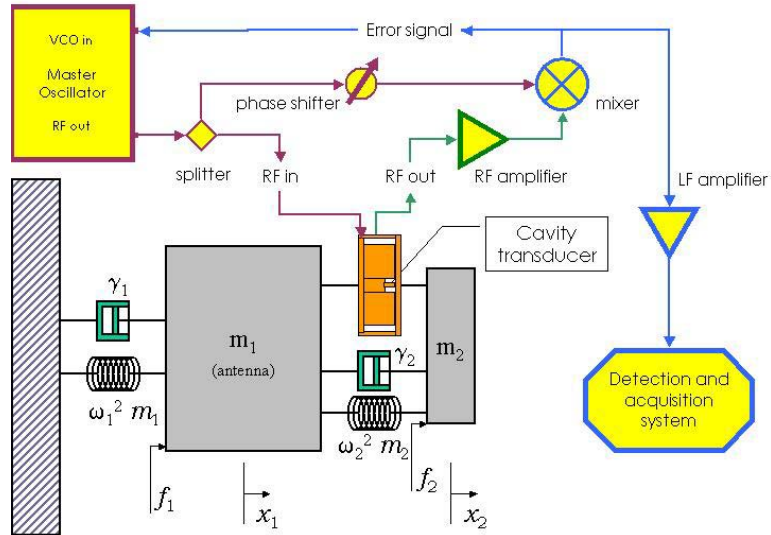 VCO in
Error signal
Master
Oscillator
phase shifter
mixer
RF out
splitter
RF in
RF out
RF amplifier
LF amplifier
Cavity
transducer
γ₁
m₁
(antenna)
γ₂
m₂
ω₁² m₁
ω₂² m₂
Detection and
acquisition
system
f₁
x₁
f₂
x₂